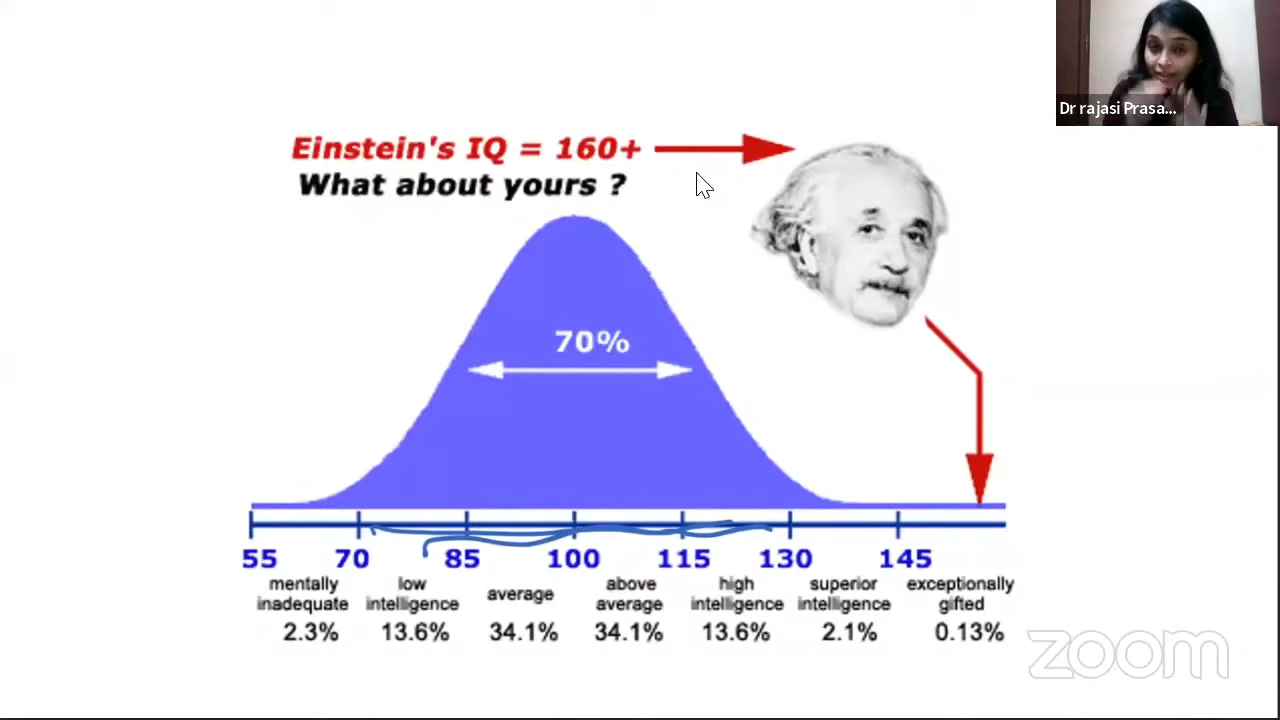 Dr rajasi Prasa...
Einstein's IQ = 160+
What about yours ?
70%
55 70 85 100 115 130 145
mentally inadequate 2.3%
low intelligence 13.6%
average 34.1%
above average 34.1%
high intelligence 13.6%
superior intelligence 2.1%
exceptionally gifted 0.13%
zoom